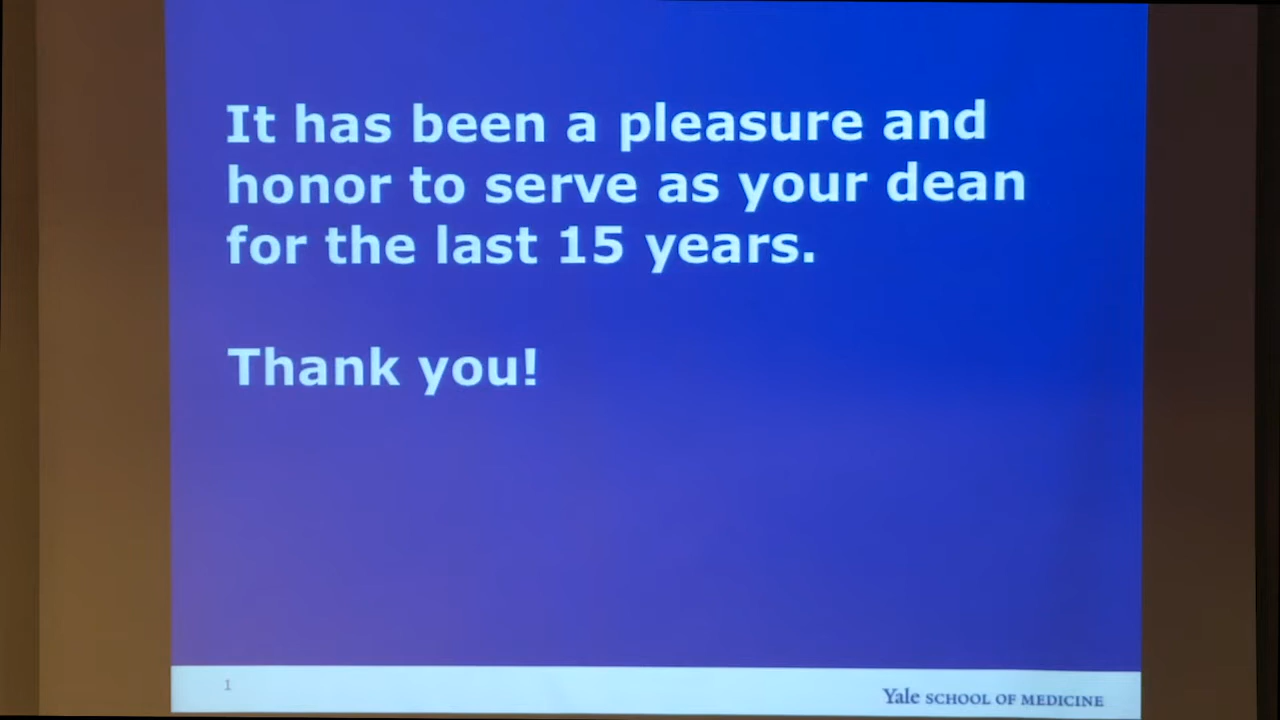 It has been a pleasure and
honor to serve as your dean
for the last 15 years.
Thank you!
1
Yale SCHOOL OF MEDICINE